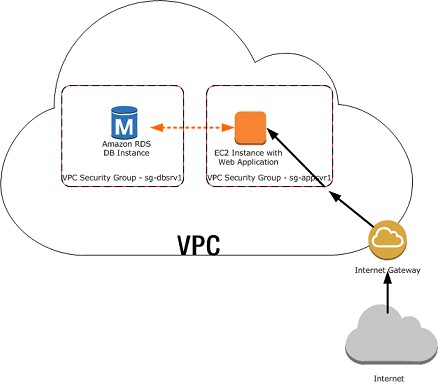 M
Amazon RDS
DB Instance
EC2 Instance with
Web Application
VPC Security Group - sg-dbsrv1
VPC Security Group - sg-appsvr1
VPC
Internet Gateway
Internet